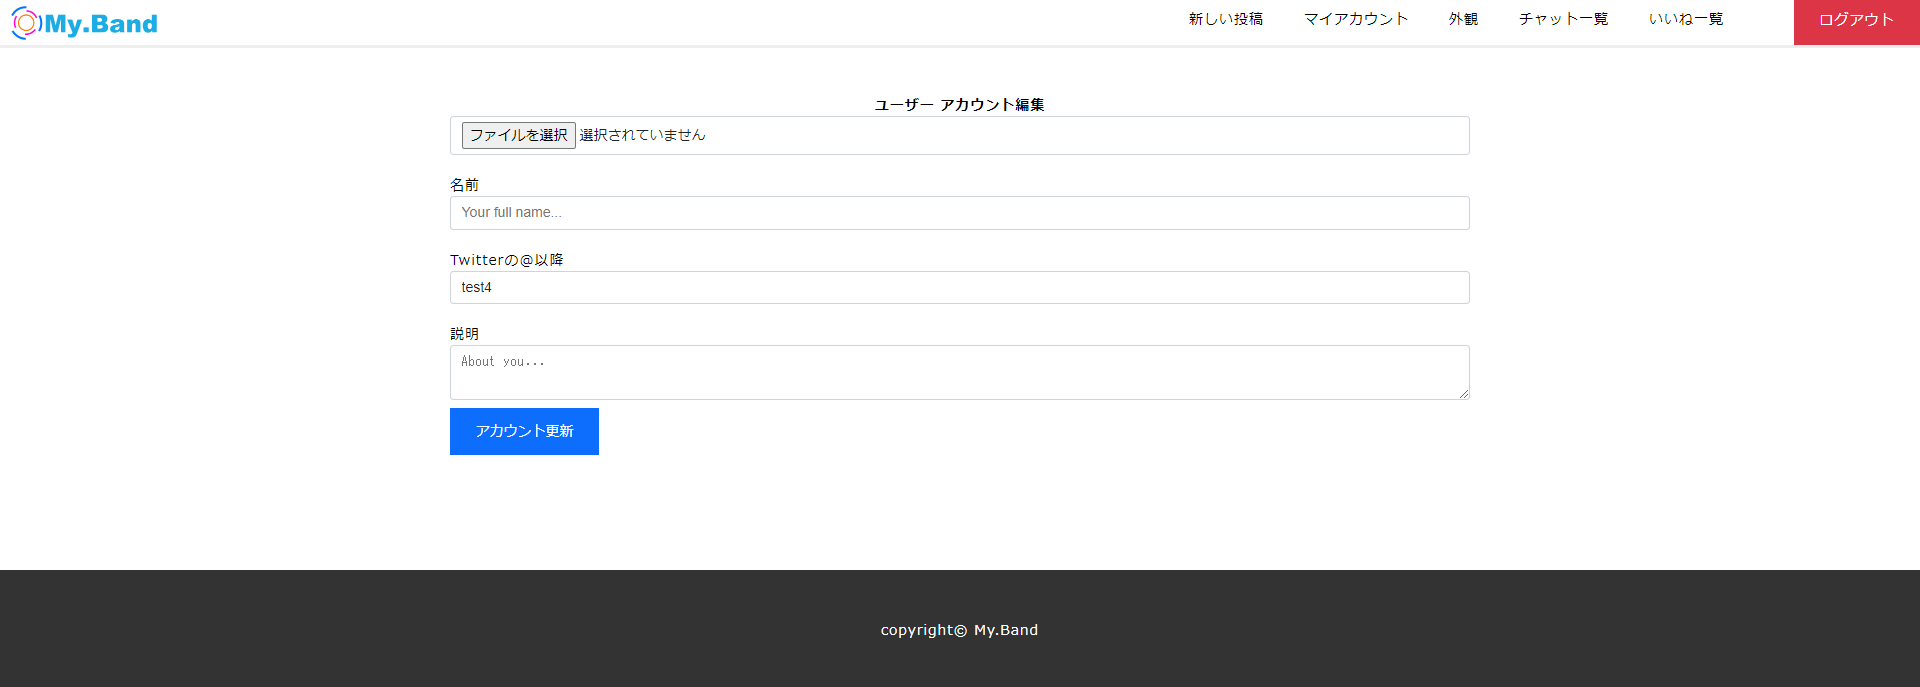 My.Band
新しい投稿 マイアカウント 外観 チャット一覧 いいね一覧 ログアウト
ユーザー アカウント編集
ファイルを選択 選択されていません
名前
Your full name...
Twitterの@以降
test4
説明
About you...
アカウント更新
copyright© My.Band